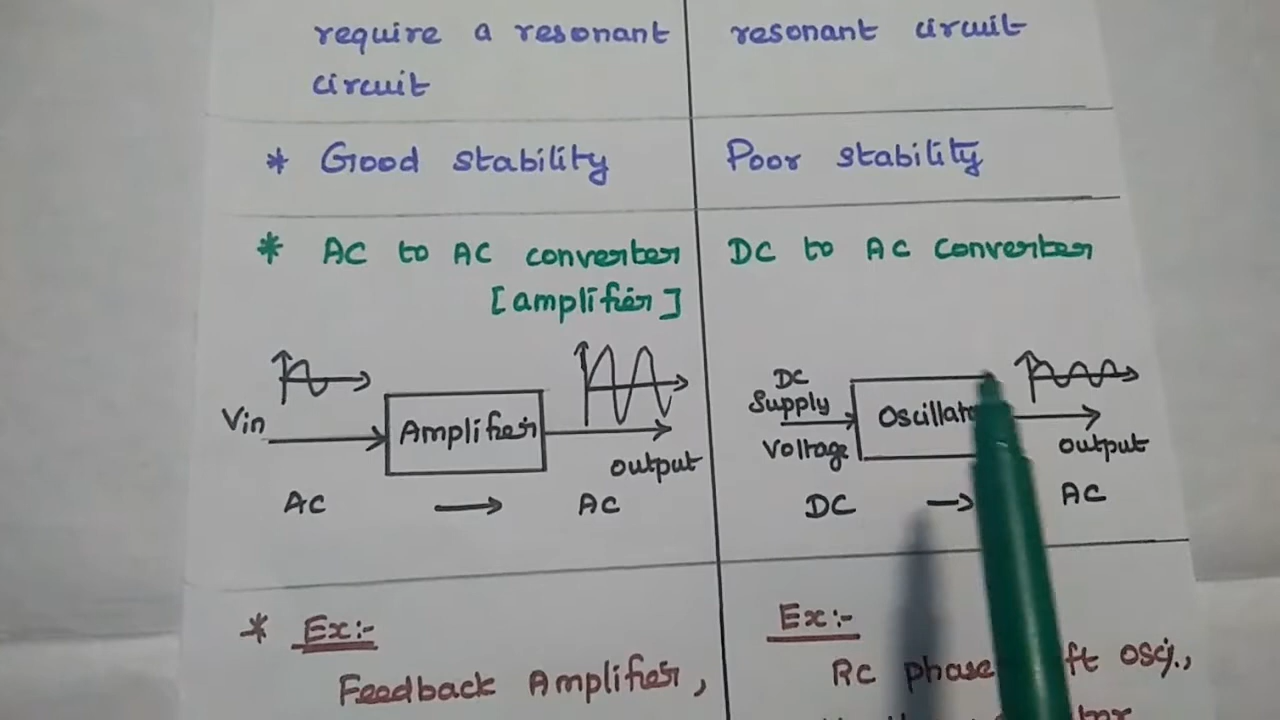 require a resonant
circuit
resonant circuit
* Good stability
Poor stability
* AC to AC converter
[amplifier]
DC to AC converter
Vin
Amplifier
output
AC → AC
DC
Supply
Voltage
output
DC → AC
* Ex:-
Feedback Amplifier,
Ex:-
RC phase osc.,